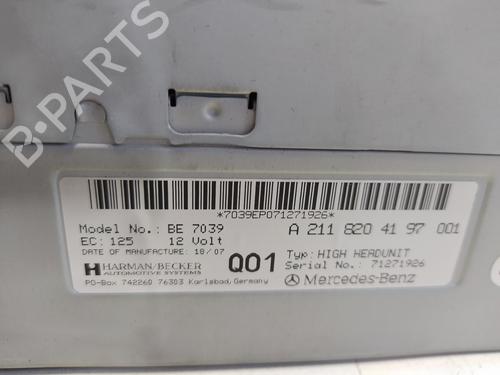 B-PARTS
*7039EP071271926*
Model No.: BE 7039
A 211 820 41 97 001
EC: 125 12 Volt
DATE OF MANUFACTURE: 18/07
Typ: HIGH HEADUNIT
HARMAN/BECKER
AUTOMOTIVE SYSTEMS
Q01
Serial No.: 71271926
Mercedes-Benz
PO-Box 742260 76303 Karlsbad, Germany